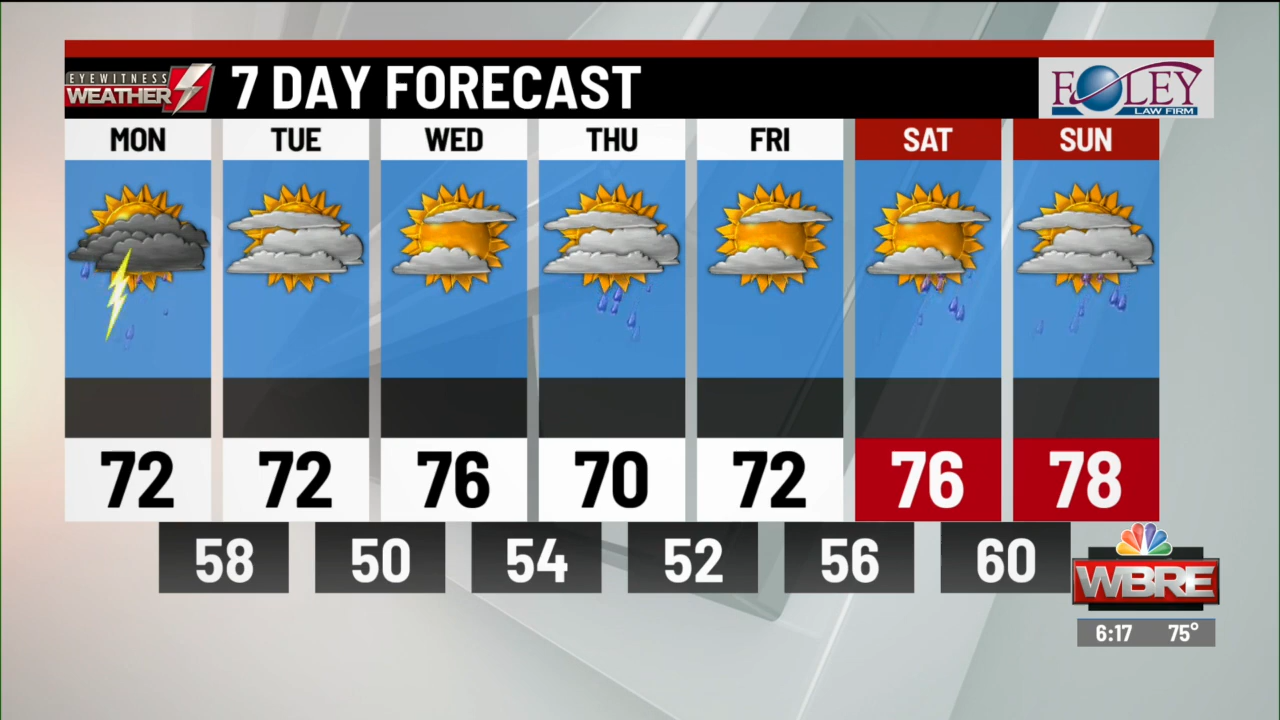 EYEWITNESS
WEATHER
7 DAY FORECAST
FOLEY
LAW FIRM
MON TUE WED THU FRI SAT SUN
72 72 76 70 72 76 78
58 50 54 52 56 60
WBRE
6:17 75°